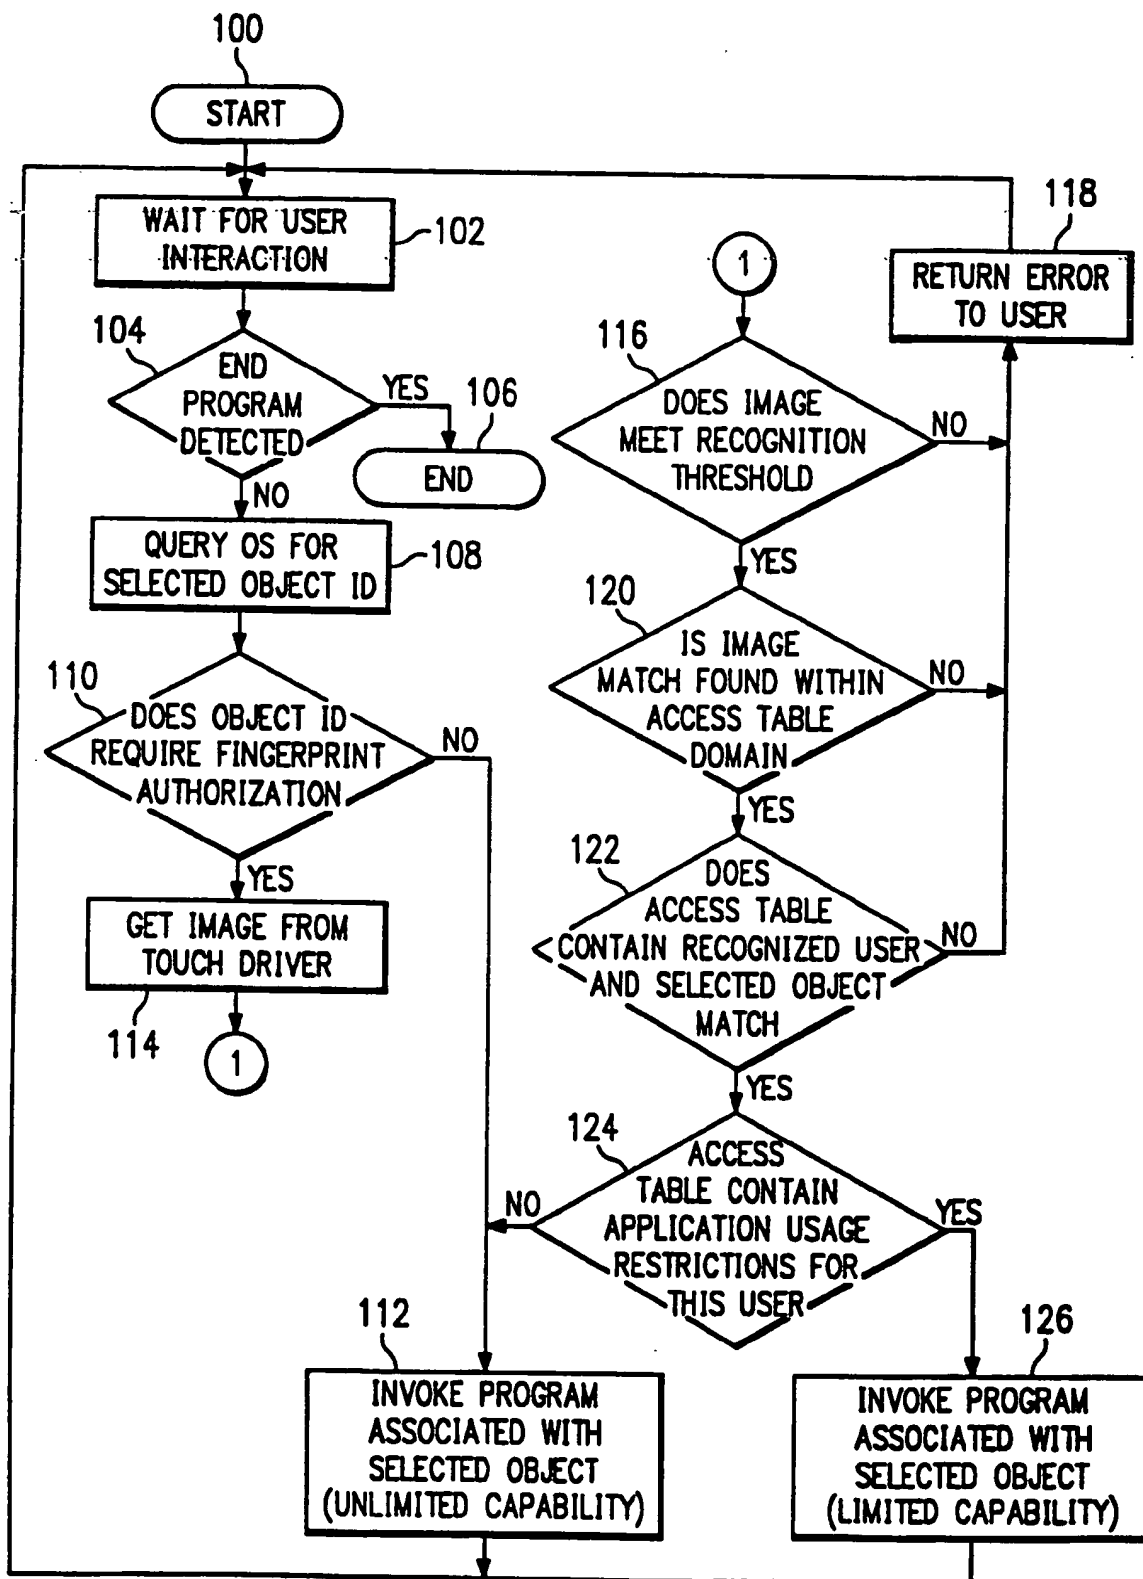 100
START
WAIT FOR USER
INTERACTION
102
104
END
PROGRAM
DETECTED
YES
106
END
NO
QUERY OS FOR
SELECTED OBJECT ID
108
110
DOES OBJECT ID
REQUIRE FINGERPRINT
AUTHORIZATION
NO
YES
GET IMAGE FROM
TOUCH DRIVER
114
1
1
116
DOES IMAGE
MEET RECOGNITION
THRESHOLD
NO
118
RETURN ERROR
TO USER
YES
120
IS IMAGE
MATCH FOUND WITHIN
ACCESS TABLE
DOMAIN
NO
YES
122
DOES
ACCESS TABLE
CONTAIN RECOGNIZED USER
AND SELECTED OBJECT
MATCH
NO
YES
124
ACCESS
TABLE CONTAIN
APPLICATION USAGE
RESTRICTIONS FOR
THIS USER
NO
YES
112
INVOKE PROGRAM
ASSOCIATED WITH
SELECTED OBJECT
(UNLIMITED CAPABILITY)
126
INVOKE PROGRAM
ASSOCIATED WITH
SELECTED OBJECT
(LIMITED CAPABILITY)